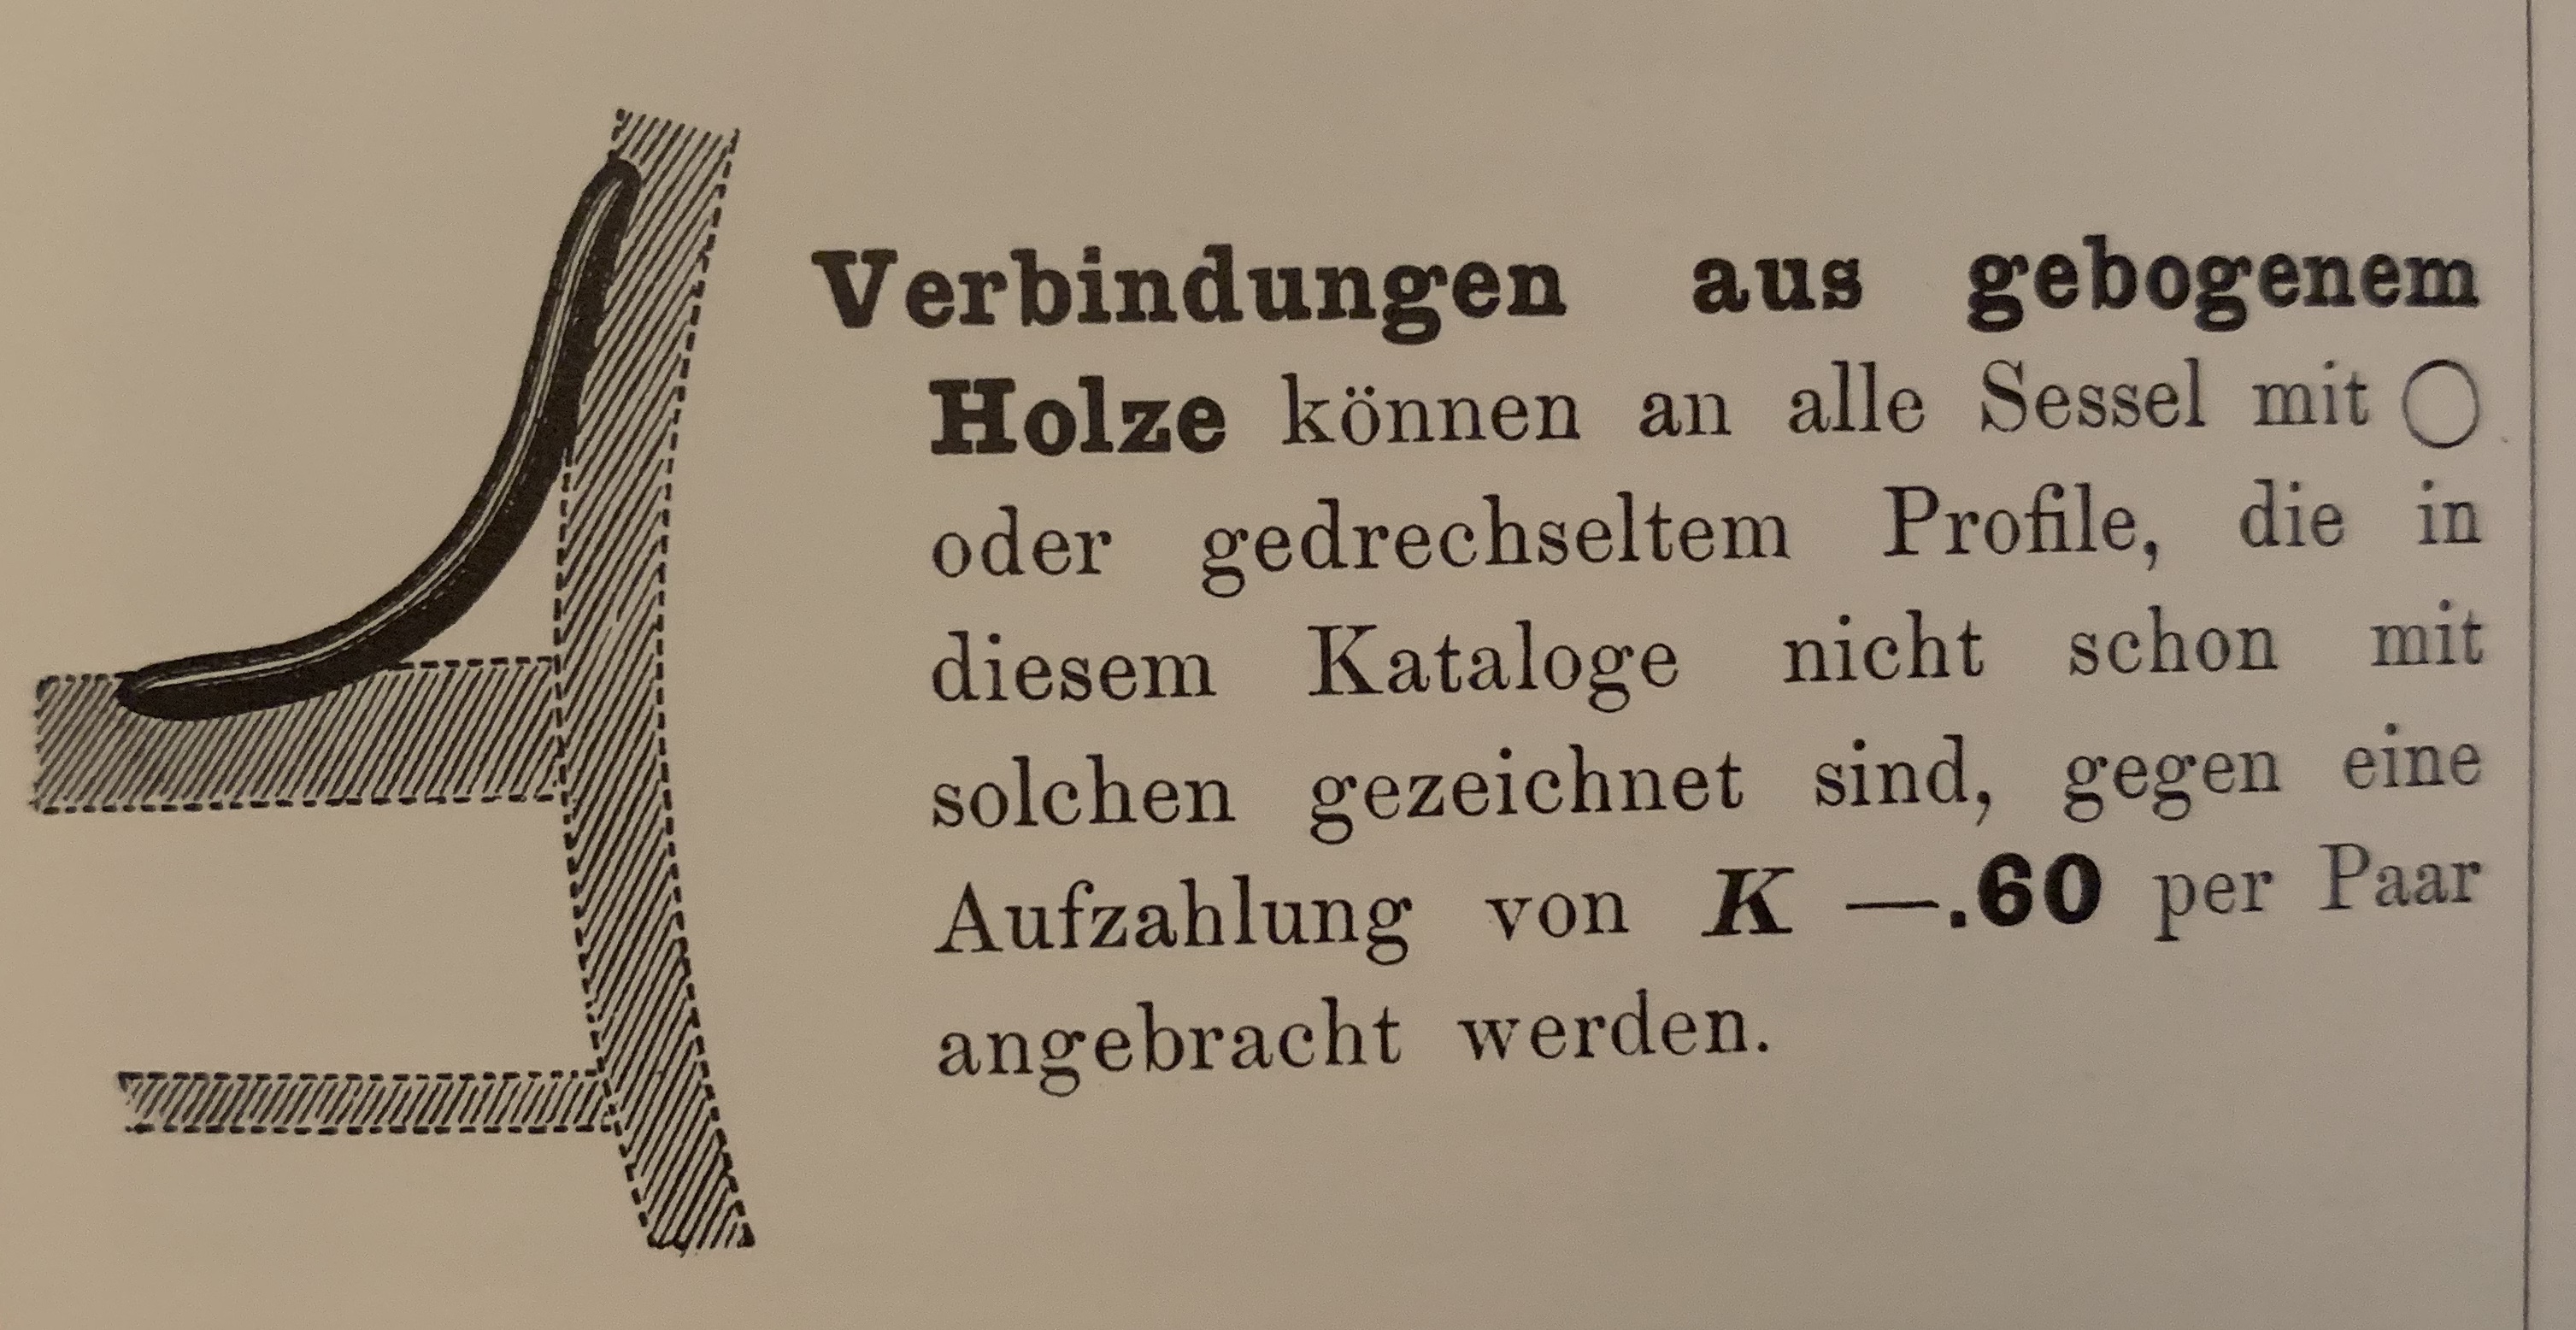 Verbindungen aus gebogenem
Holze können an alle Sessel mit ○
oder gedrechseltem Profile, die in
diesem Kataloge nicht schon mit
solchen gezeichnet sind, gegen eine
Aufzahlung von K —.60 per Paar
angebracht werden.